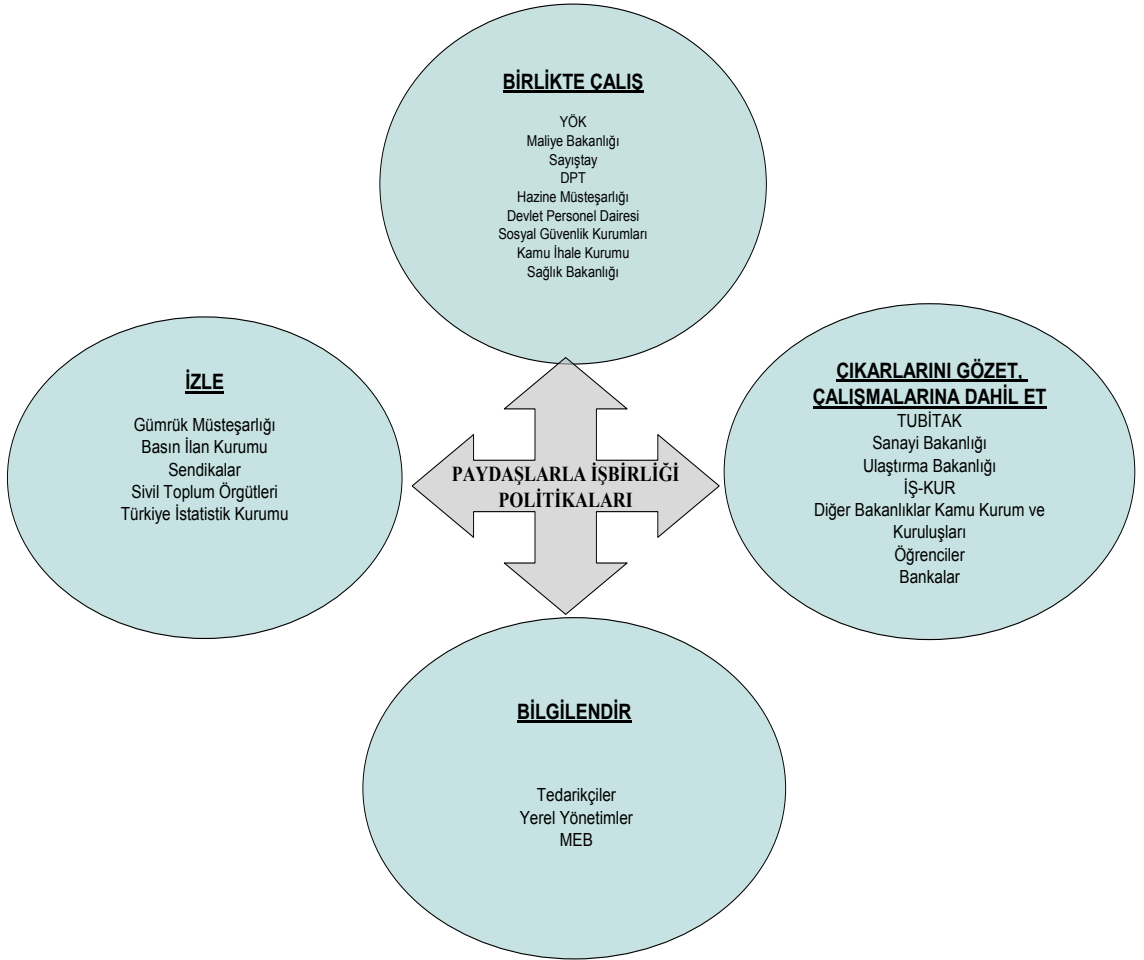 BİRLİKTE ÇALIŞ
YÖK
Maliye Bakanlığı
Sayıştay
DPT
Hazine Müsteşarlığı
Devlet Personel Dairesi
Sosyal Güvenlik Kurumları
Kamu İhale Kurumu
Sağlık Bakanlığı
İZLE
Gümrük Müsteşarlığı
Basın İlan Kurumu
Sendikalar
Sivil Toplum Örgütleri
Türkiye İstatistik Kurumu
PAYDAŞLARLA İŞBİRLİĞİ
POLİTİKALARI
ÇIKARLARINI GÖZET,
ÇALIŞMALARINA DAHİL ET
TUBİTAK
Sanayi Bakanlığı
Ulaştırma Bakanlığı
İŞ-KUR
Diğer Bakanlıklar Kamu Kurum ve
Kuruluşları
Öğrenciler
Bankalar
BİLGİLENDİR
Tedarikçiler
Yerel Yönetimler
MEB